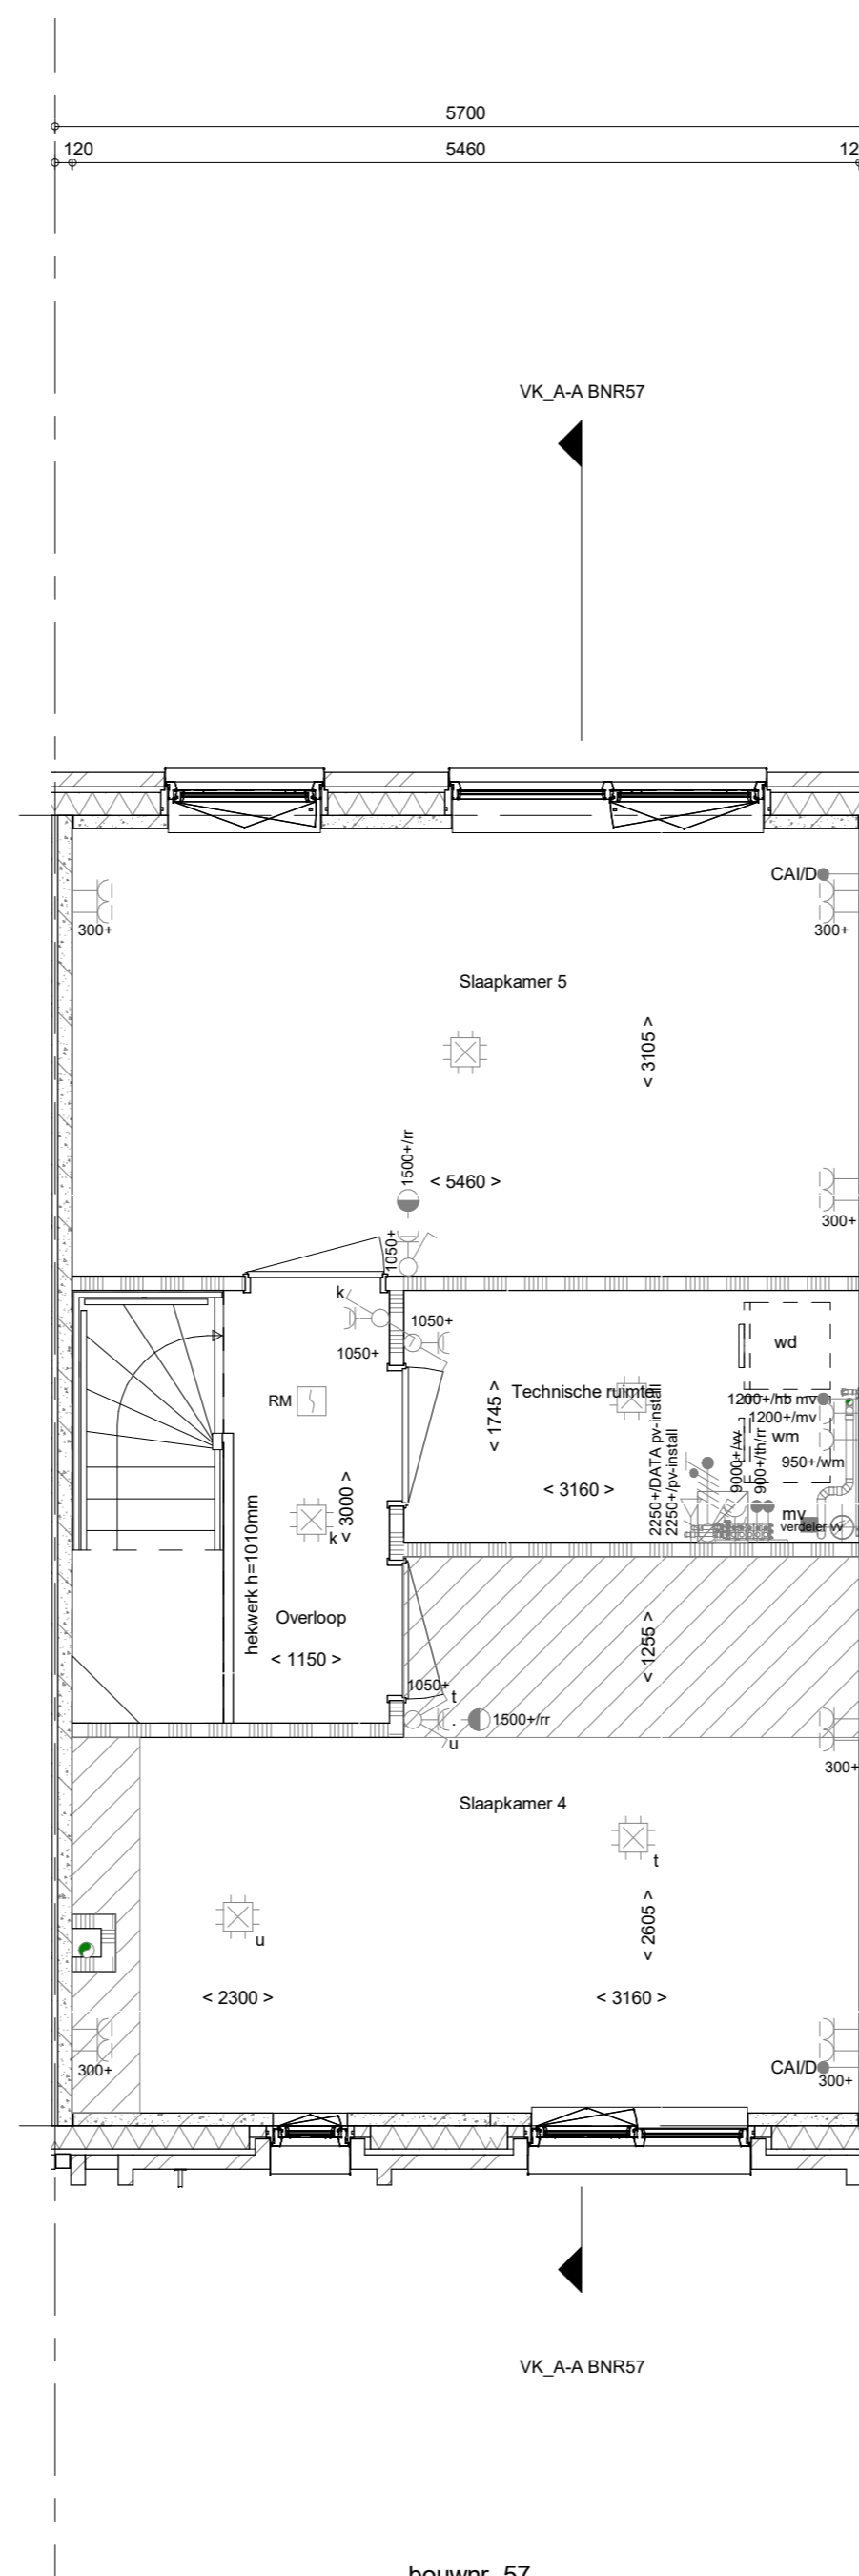 5700
120
5460
12
VK_A-A BNR57
CAI/D
300+
300+
Slaapkamer 5
< 3105 >
1500+/rr
< 5460 >
300+
1050+
k
1050+
1050+
wd
Technische ruimte
RM
< 1745 >
1200+/hb mv
1200+/mv
wm
950+/wm
2250+/DATA pv-install
2250+/pv-install
9000+/vv
900+/th/rr
< 3160 >
< 3000 >
k
mv
verdeler vv
hekwerk h=1010mm
Overloop
< 1150 >
< 1255 >
1050+
t
u
1500+/rr
300+
Slaapkamer 4
t
u
< 2605 >
< 2300 >
< 3160 >
300+
CAI/D
300+
VK_A-A BNR57
bouwnr. 57